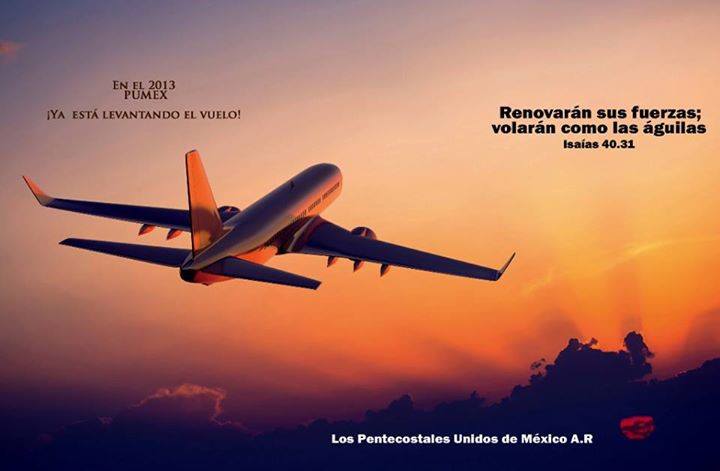 En el 2013
PUMEX
¡Ya está levantando el vuelo!
Renovarán sus fuerzas;
volarán como las águilas
Isaías 40.31
Los Pentecostales Unidos de México A.R